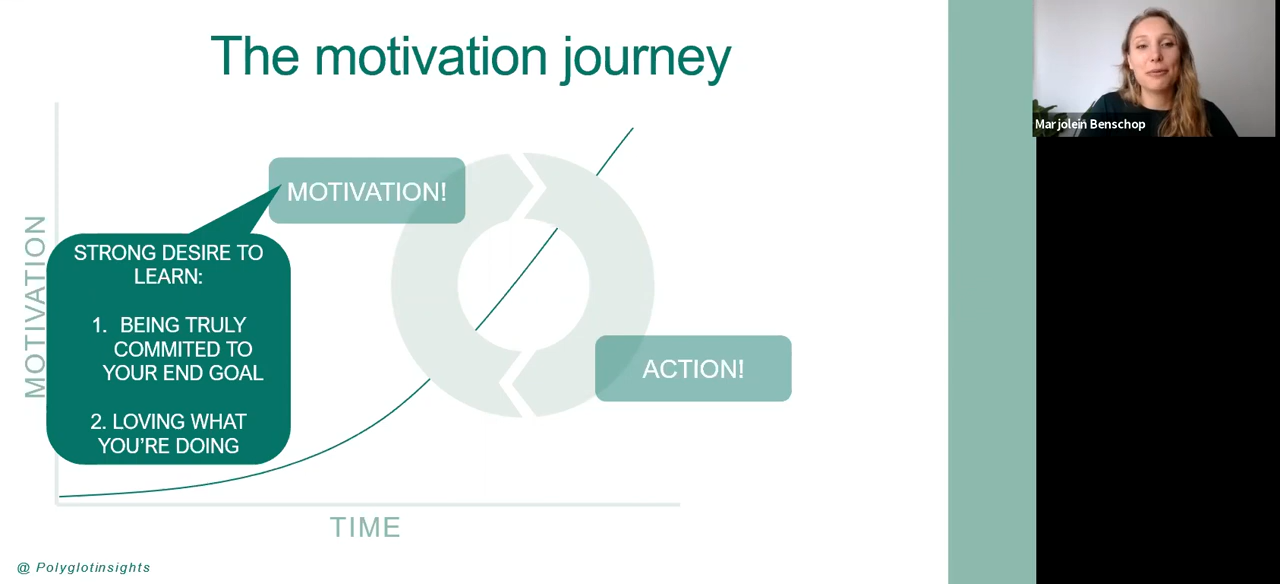 The motivation journey
Marjolein Benschop
MOTIVATION!
MOTIVATION
STRONG DESIRE TO
LEARN:
1. BEING TRULY
COMMITED TO
YOUR END GOAL
2. LOVING WHAT
YOU'RE DOING
ACTION!
TIME
@ Polyglotinsights